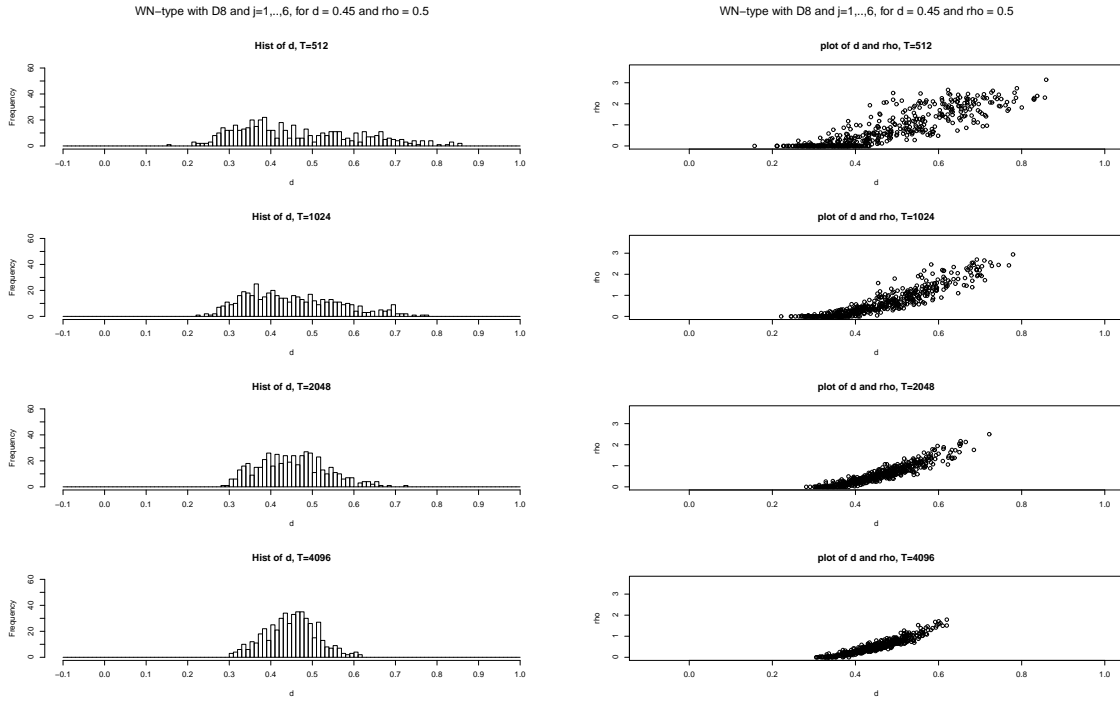 WN−type with D8 and j=1,..,6, for d = 0.45 and rho = 0.5
Hist of d, T=512
Frequency
0 20 40 60
−0.1 0.0 0.1 0.2 0.3 0.4 0.5 0.6 0.7 0.8 0.9 1.0
d
Hist of d, T=1024
Frequency
0 20 40 60
−0.1 0.0 0.1 0.2 0.3 0.4 0.5 0.6 0.7 0.8 0.9 1.0
d
Hist of d, T=2048
Frequency
0 20 40 60
−0.1 0.0 0.1 0.2 0.3 0.4 0.5 0.6 0.7 0.8 0.9 1.0
d
Hist of d, T=4096
Frequency
0 20 40 60
−0.1 0.0 0.1 0.2 0.3 0.4 0.5 0.6 0.7 0.8 0.9 1.0
d
WN−type with D8 and j=1,..,6, for d = 0.45 and rho = 0.5
plot of d and rho, T=512
rho
0 1 2 3
0.0 0.2 0.4 0.6 0.8 1.0
d
plot of d and rho, T=1024
rho
0 1 2 3
0.0 0.2 0.4 0.6 0.8 1.0
d
plot of d and rho, T=2048
rho
0 1 2 3
0.0 0.2 0.4 0.6 0.8 1.0
d
plot of d and rho, T=4096
rho
0 1 2 3
0.0 0.2 0.4 0.6 0.8 1.0
d